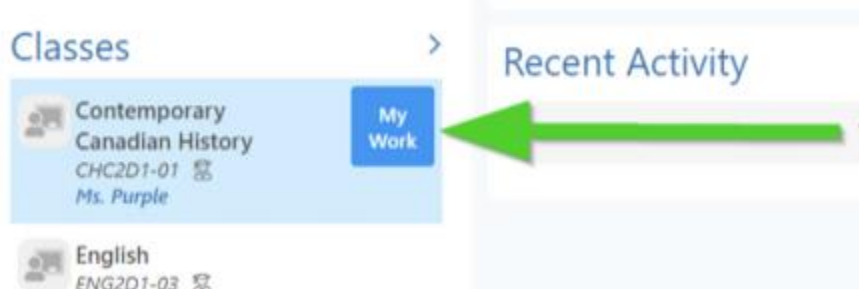 Classes
Contemporary
Canadian History
CHC2D1-01
Ms. Purple
My
Work
English
ENG2D1-03
Recent Activity